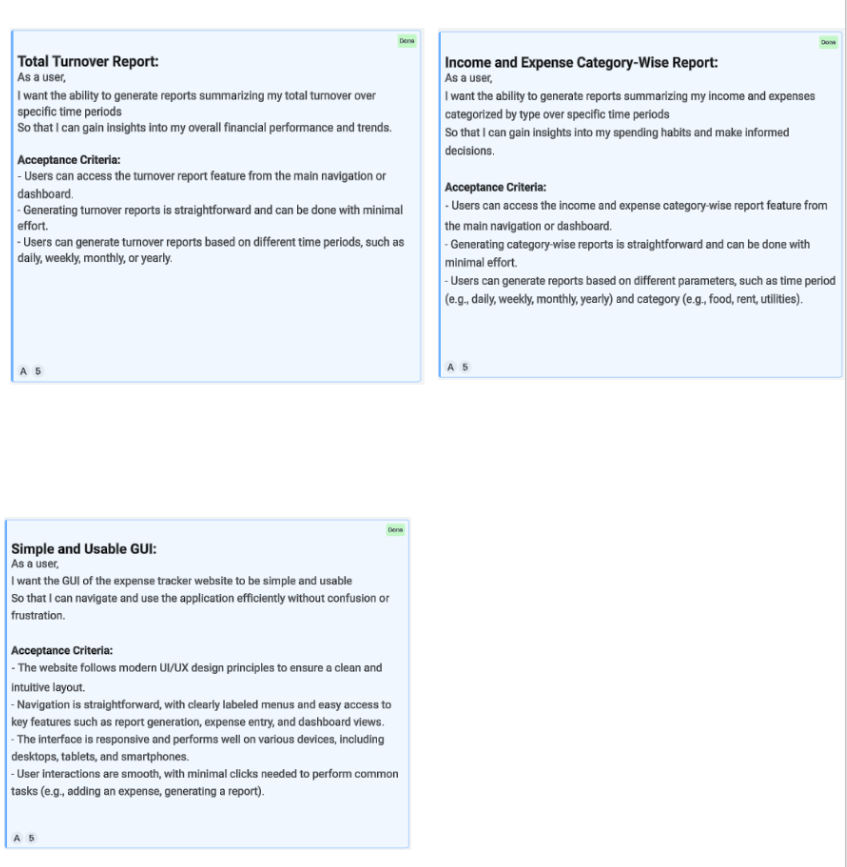 Done
Total Turnover Report:
As a user,
I want the ability to generate reports summarizing my total turnover over
specific time periods
So that I can gain insights into my overall financial performance and trends.
Acceptance Criteria:
- Users can access the turnover report feature from the main navigation or
dashboard.
- Generating turnover reports is straightforward and can be done with minimal
effort.
- Users can generate turnover reports based on different time periods, such as
daily, weekly, monthly, or yearly.
A 5
Done
Income and Expense Category-Wise Report:
As a user,
I want the ability to generate reports summarizing my income and expenses
categorized by type over specific time periods
So that I can gain insights into my spending habits and make informed
decisions.
Acceptance Criteria:
- Users can access the income and expense category-wise report feature from
the main navigation or dashboard.
- Generating category-wise reports is straightforward and can be done with
minimal effort.
- Users can generate reports based on different parameters, such as time period
(e.g., daily, weekly, monthly, yearly) and category (e.g., food, rent, utilities).
A 5
Done
Simple and Usable GUI:
As a user,
I want the GUI of the expense tracker website to be simple and usable
So that I can navigate and use the application efficiently without confusion or
frustration.
Acceptance Criteria:
- The website follows modern UI/UX design principles to ensure a clean and
intuitive layout.
- Navigation is straightforward, with clearly labeled menus and easy access to
key features such as report generation, expense entry, and dashboard views.
- The interface is responsive and performs well on various devices, including
desktops, tablets, and smartphones.
- User interactions are smooth, with minimal clicks needed to perform common
tasks (e.g., adding an expense, generating a report).
A 5